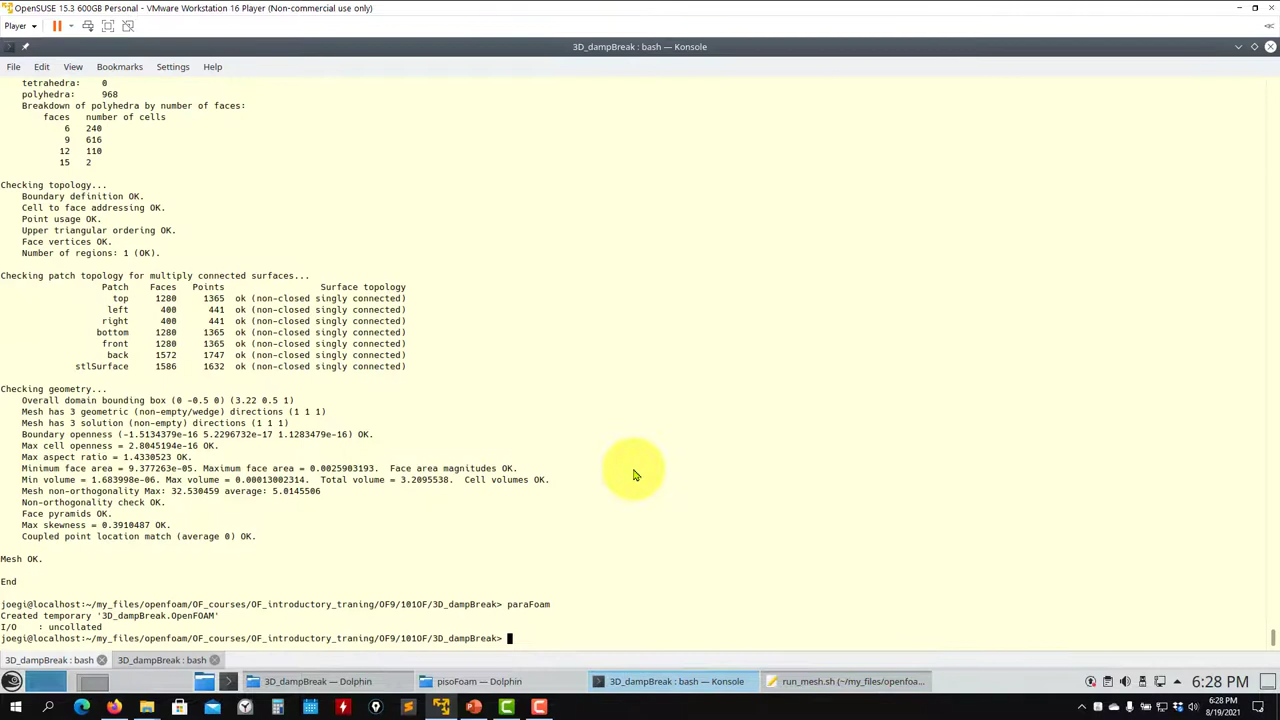 OpenSUSE 15.3 600GB Personal - VMware Workstation 16 Player (Non-commercial use only)
Player
3D_dampBreak : bash — Konsole
File Edit View Bookmarks Settings Help
tetrahedra: 0
polyhedra: 968
Breakdown of polyhedra by number of faces:
faces number of cells
6 240
9 616
12 110
15 2
Checking topology...
Boundary definition OK.
Cell to face addressing OK.
Point usage OK.
Upper triangular ordering OK.
Face vertices OK.
Number of regions: 1 (OK).
Checking patch topology for multiply connected surfaces...
Patch Faces Points Surface topology
top 1280 1365 ok (non-closed singly connected)
left 400 441 ok (non-closed singly connected)
right 400 441 ok (non-closed singly connected)
bottom 1280 1365 ok (non-closed singly connected)
front 1280 1365 ok (non-closed singly connected)
back 1572 1747 ok (non-closed singly connected)
stlSurface 1586 1632 ok (non-closed singly connected)
Checking geometry...
Overall domain bounding box (0 -0.5 0) (3.22 0.5 1)
Mesh has 3 geometric (non-empty/wedge) directions (1 1 1)
Mesh has 3 solution (non-empty) directions (1 1 1)
Boundary openness (-1.5134379e-16 5.2296732e-17 1.1283479e-16) OK.
Max cell openness = 2.8045194e-16 OK.
Max aspect ratio = 1.4330523 OK.
Minimum face area = 9.377263e-05. Maximum face area = 0.0025903193. Face area magnitudes OK.
Min volume = 1.683998e-06. Max volume = 0.00013002314. Total volume = 3.2095538. Cell volumes OK.
Mesh non-orthogonality Max: 32.530459 average: 5.0145506
Non-orthogonality check OK.
Face pyramids OK.
Max skewness = 0.3910487 OK.
Coupled point location match (average 0) OK.
Mesh OK.
End
joegi@localhost:~/my_files/openfoam/OF_courses/OF_introductory_traning/OF9/101OF/3D_dampBreak> paraFoam
Created temporary '3D_dampBreak.OpenFOAM'
I/O : uncollated
joegi@localhost:~/my_files/openfoam/OF_courses/OF_introductory_traning/OF9/101OF/3D_dampBreak>
3D_dampBreak : bash 3D_dampBreak : bash
3D_dampBreak — Dolphin pisoFoam — Dolphin 3D_dampBreak : bash — Konsole run_mesh.sh (~/my_files/openfoa... 6:28 PM
6:28 PM
8/19/2021